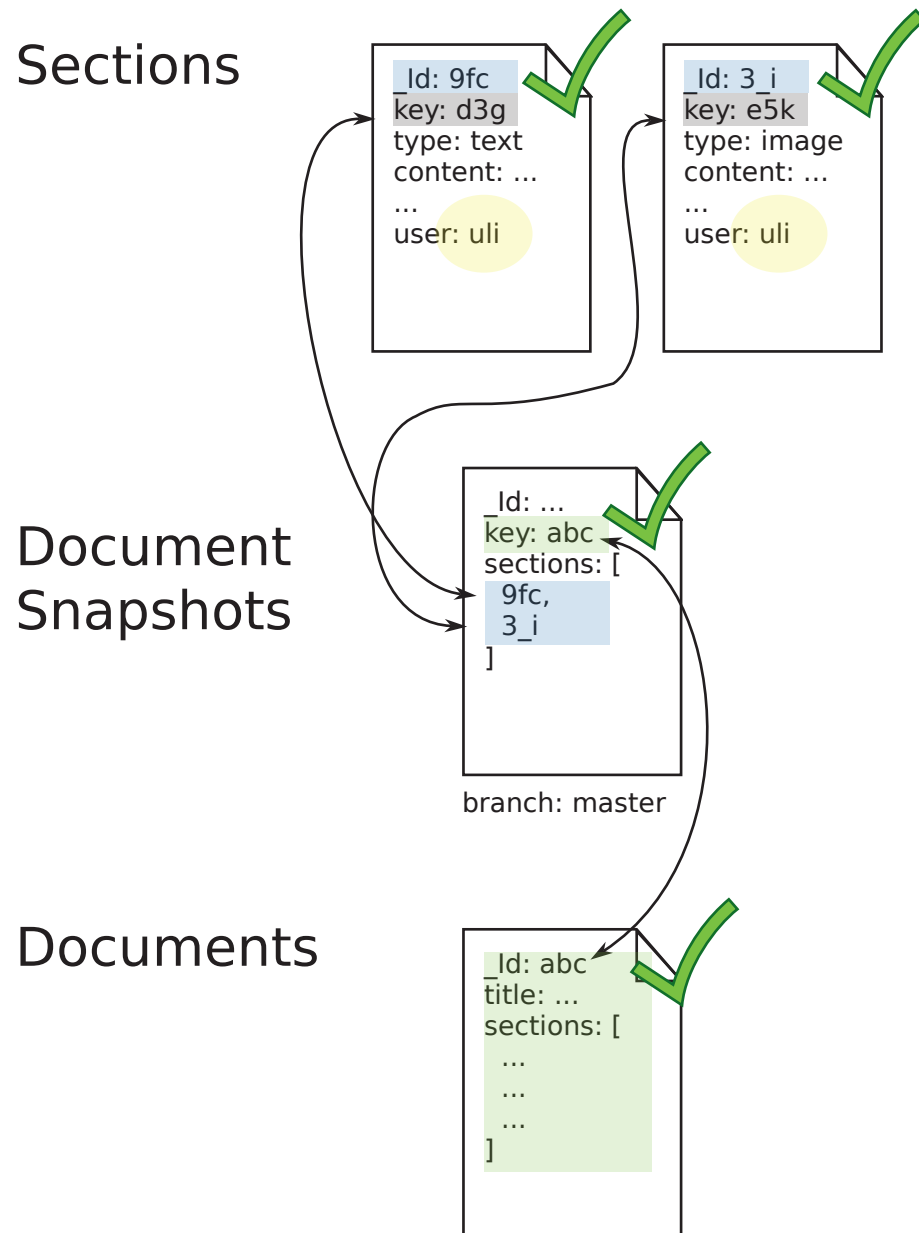 Sections
_Id: 9fc
key: d3g
type: text
content: ...
...
user: uli
_Id: 3_i
key: e5k
type: image
content: ...
...
user: uli
Document
Snapshots
_Id: ...
key: abc
sections: [
9fc,
3_i
]
branch: master
Documents
_Id: abc
title: ...
sections: [
...
...
...
]